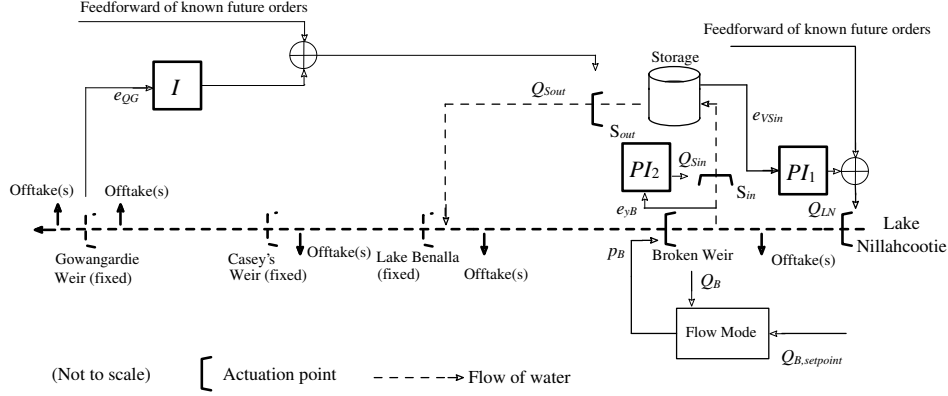 Feedforward of known future orders
Feedforward of known future orders
Storage
I
e_QG
Q_Sout
S_out
e_VSin
PI_2
Q_Sin
PI_1
S_in
Offtake(s)
Offtake(s)
e_yB
Q_LN
Lake
Nillahcootie
Gowangardie
Weir (fixed)
Casey's
Weir (fixed)
Offtake(s)
Lake Benalla
(fixed)
Offtake(s)
p_B
Broken Weir
Offtake(s)
Q_B
Flow Mode
Q_B,setpoint
(Not to scale)
Actuation point
Flow of water